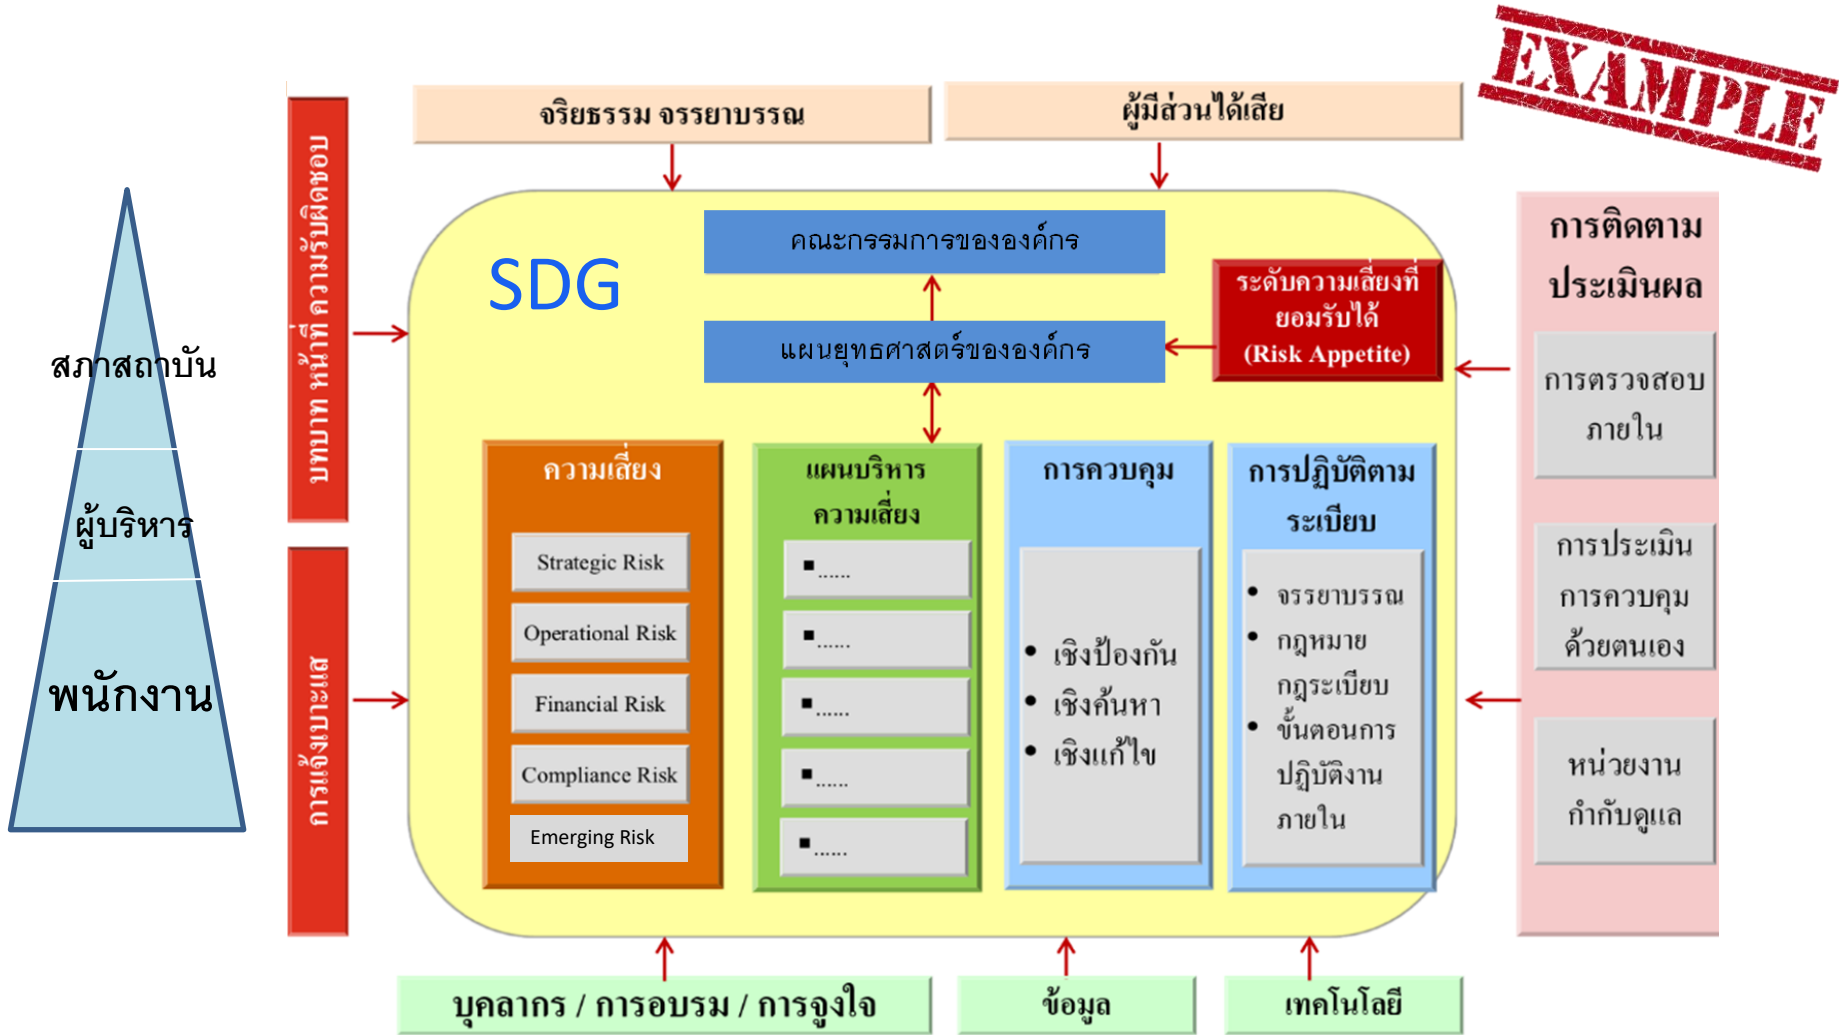 EXAMPLE
จริยธรรม จรรยาบรรณ
ผู้มีส่วนได้เสีย
สภาสถาบัน
ผู้บริหาร
พนักงาน
บทบาท หน้าที่ ความรับผิดชอบ
การแจ้งเบาะแส
SDG
คณะกรรมการขององค์กร
แผนยุทธศาสตร์ขององค์กร
ระดับความเสี่ยงที่
ยอมรับได้
(Risk Appetite)
ความเสี่ยง
Strategic Risk
Operational Risk
Financial Risk
Compliance Risk
Emerging Risk
แผนบริหาร
ความเสี่ยง
▪......
▪......
▪......
▪......
▪......
การควบคุม
• เชิงป้องกัน
• เชิงค้นหา
• เชิงแก้ไข
การปฏิบัติตาม
ระเบียบ
• จรรยาบรรณ
• กฎหมาย
กฎระเบียบ
• ขั้นตอนการ
ปฏิบัติงาน
ภายใน
การติดตาม
ประเมินผล
การตรวจสอบ
ภายใน
การประเมิน
การควบคุม
ด้วยตนเอง
หน่วยงาน
กำกับดูแล
บุคลากร / การอบรม / การจูงใจ
ข้อมูล
เทคโนโลยี